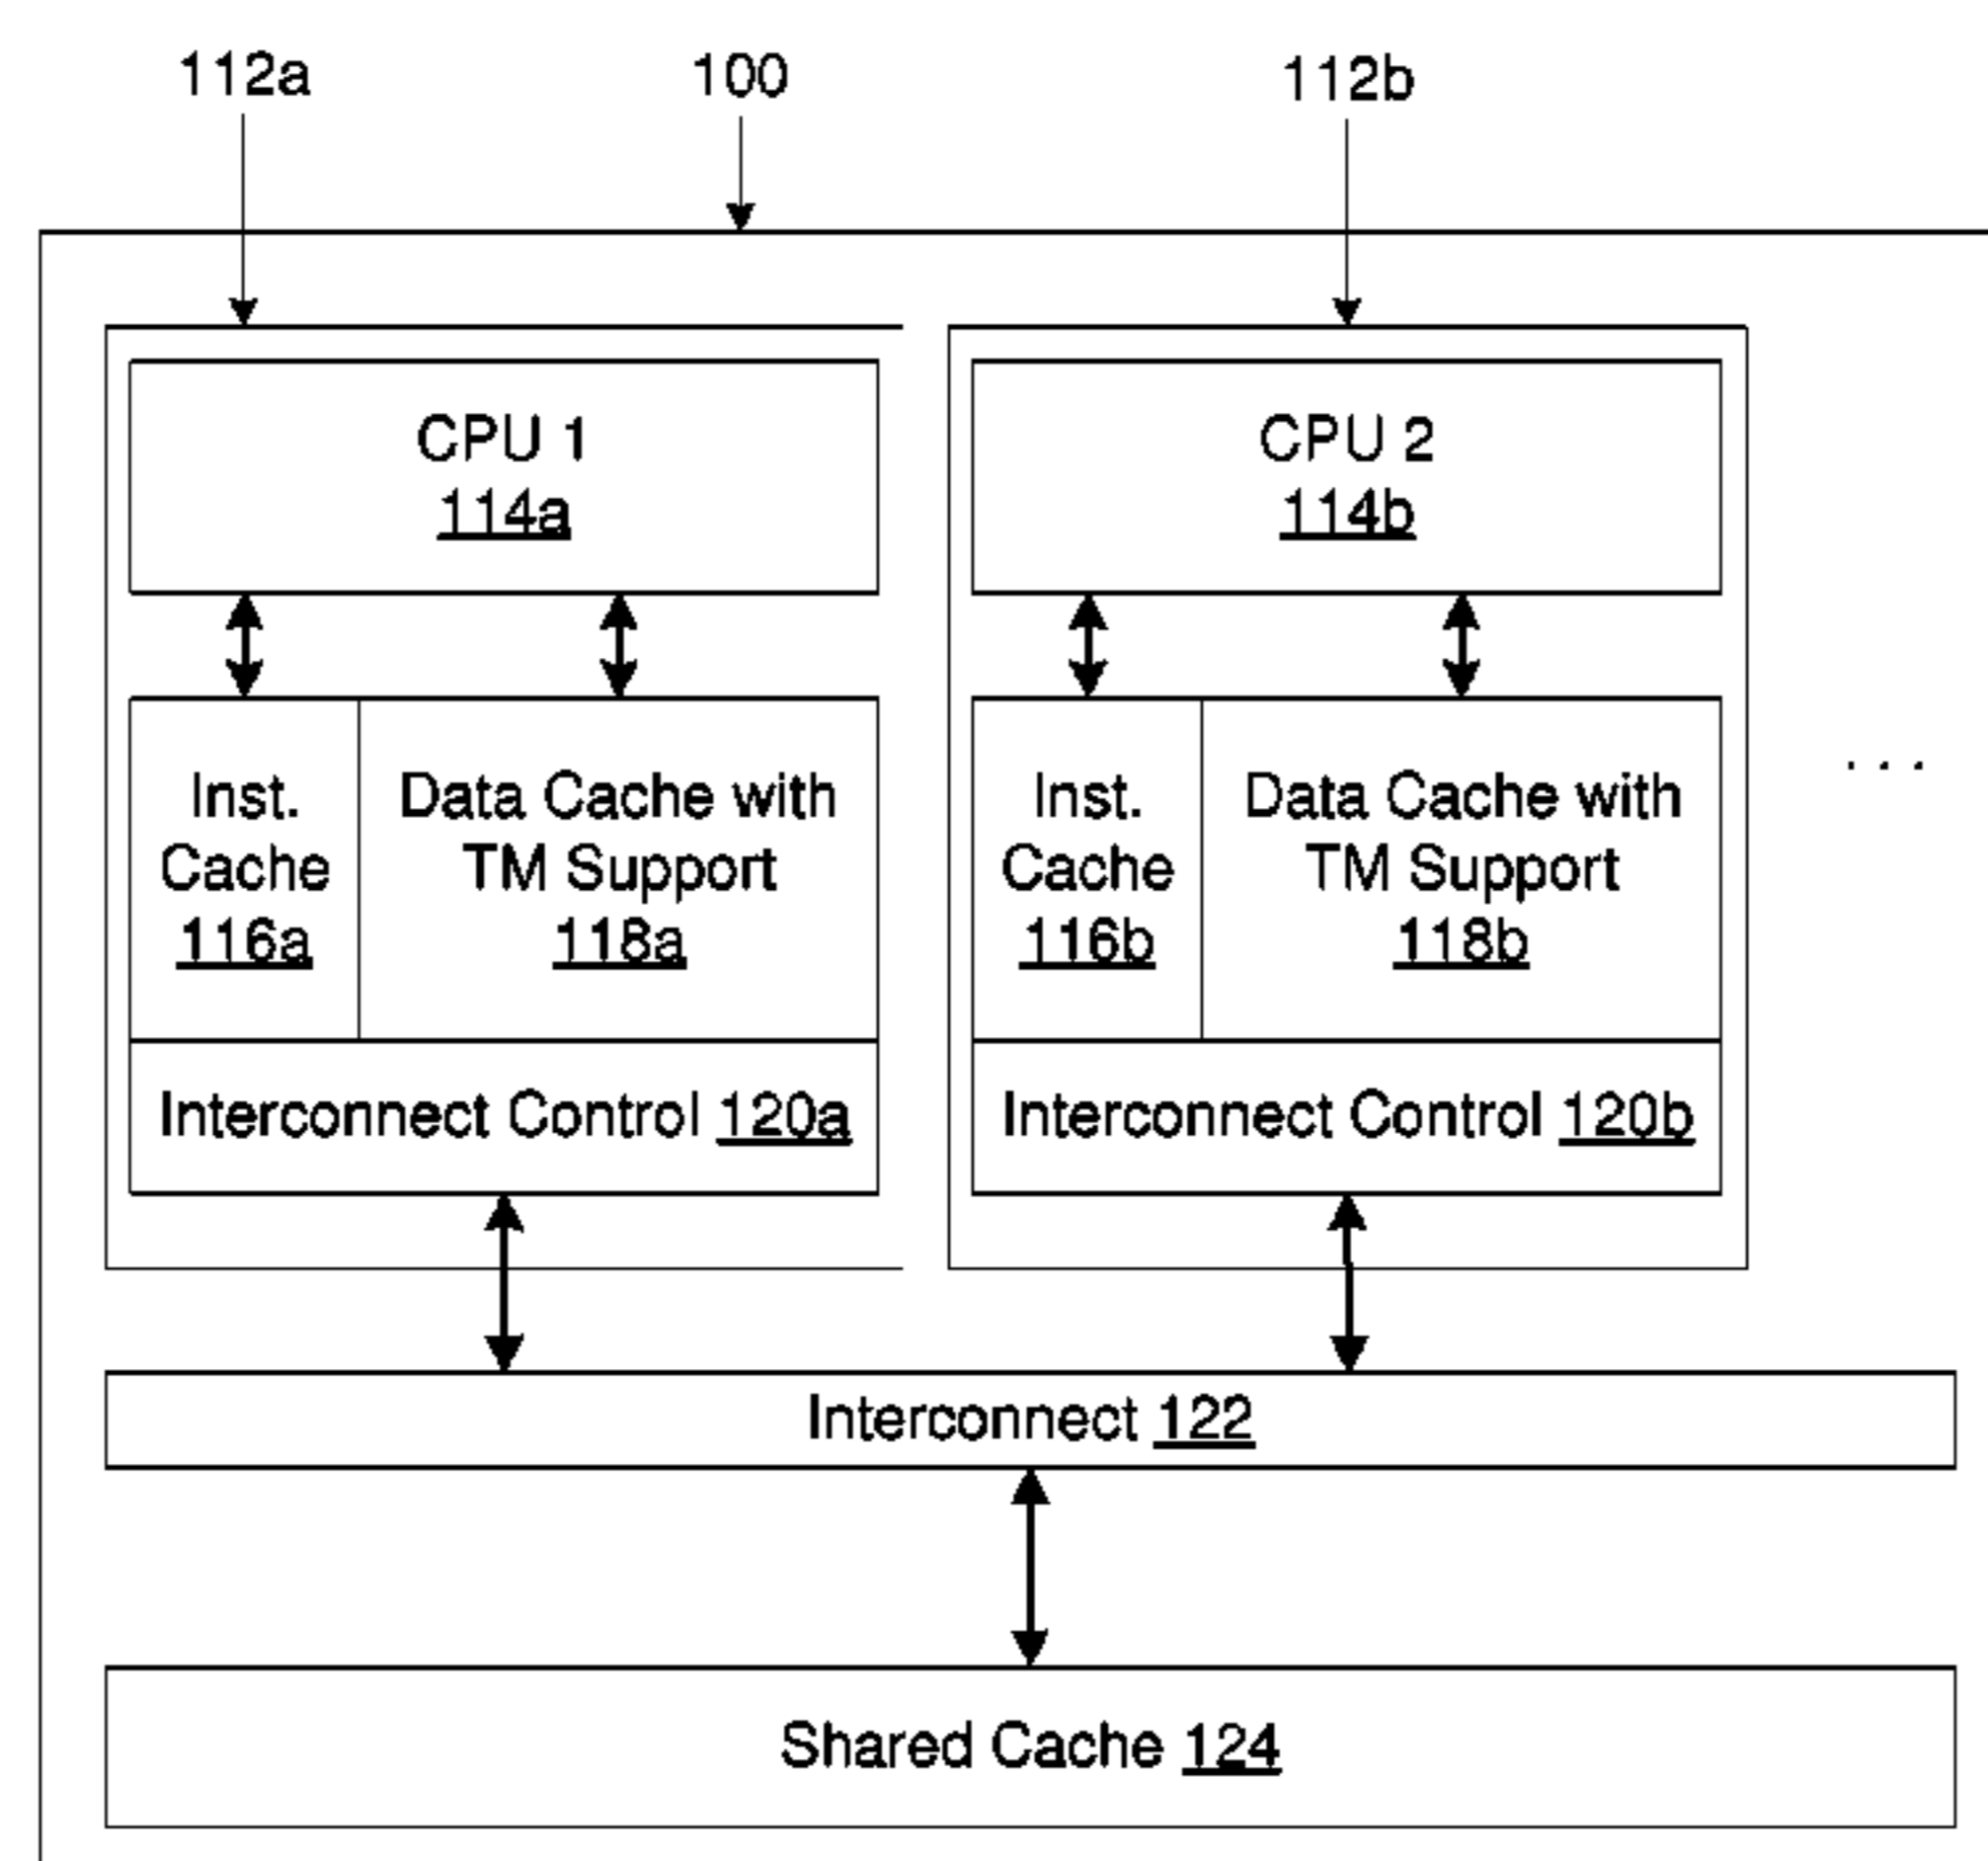 112a
100
112b
CPU 1
114a
CPU 2
114b
Inst.
Cache
116a
Data Cache with
TM Support
118a
Inst.
Cache
116b
Data Cache with
TM Support
118b
. . .
Interconnect Control 120a
Interconnect Control 120b
Interconnect 122
Shared Cache 124